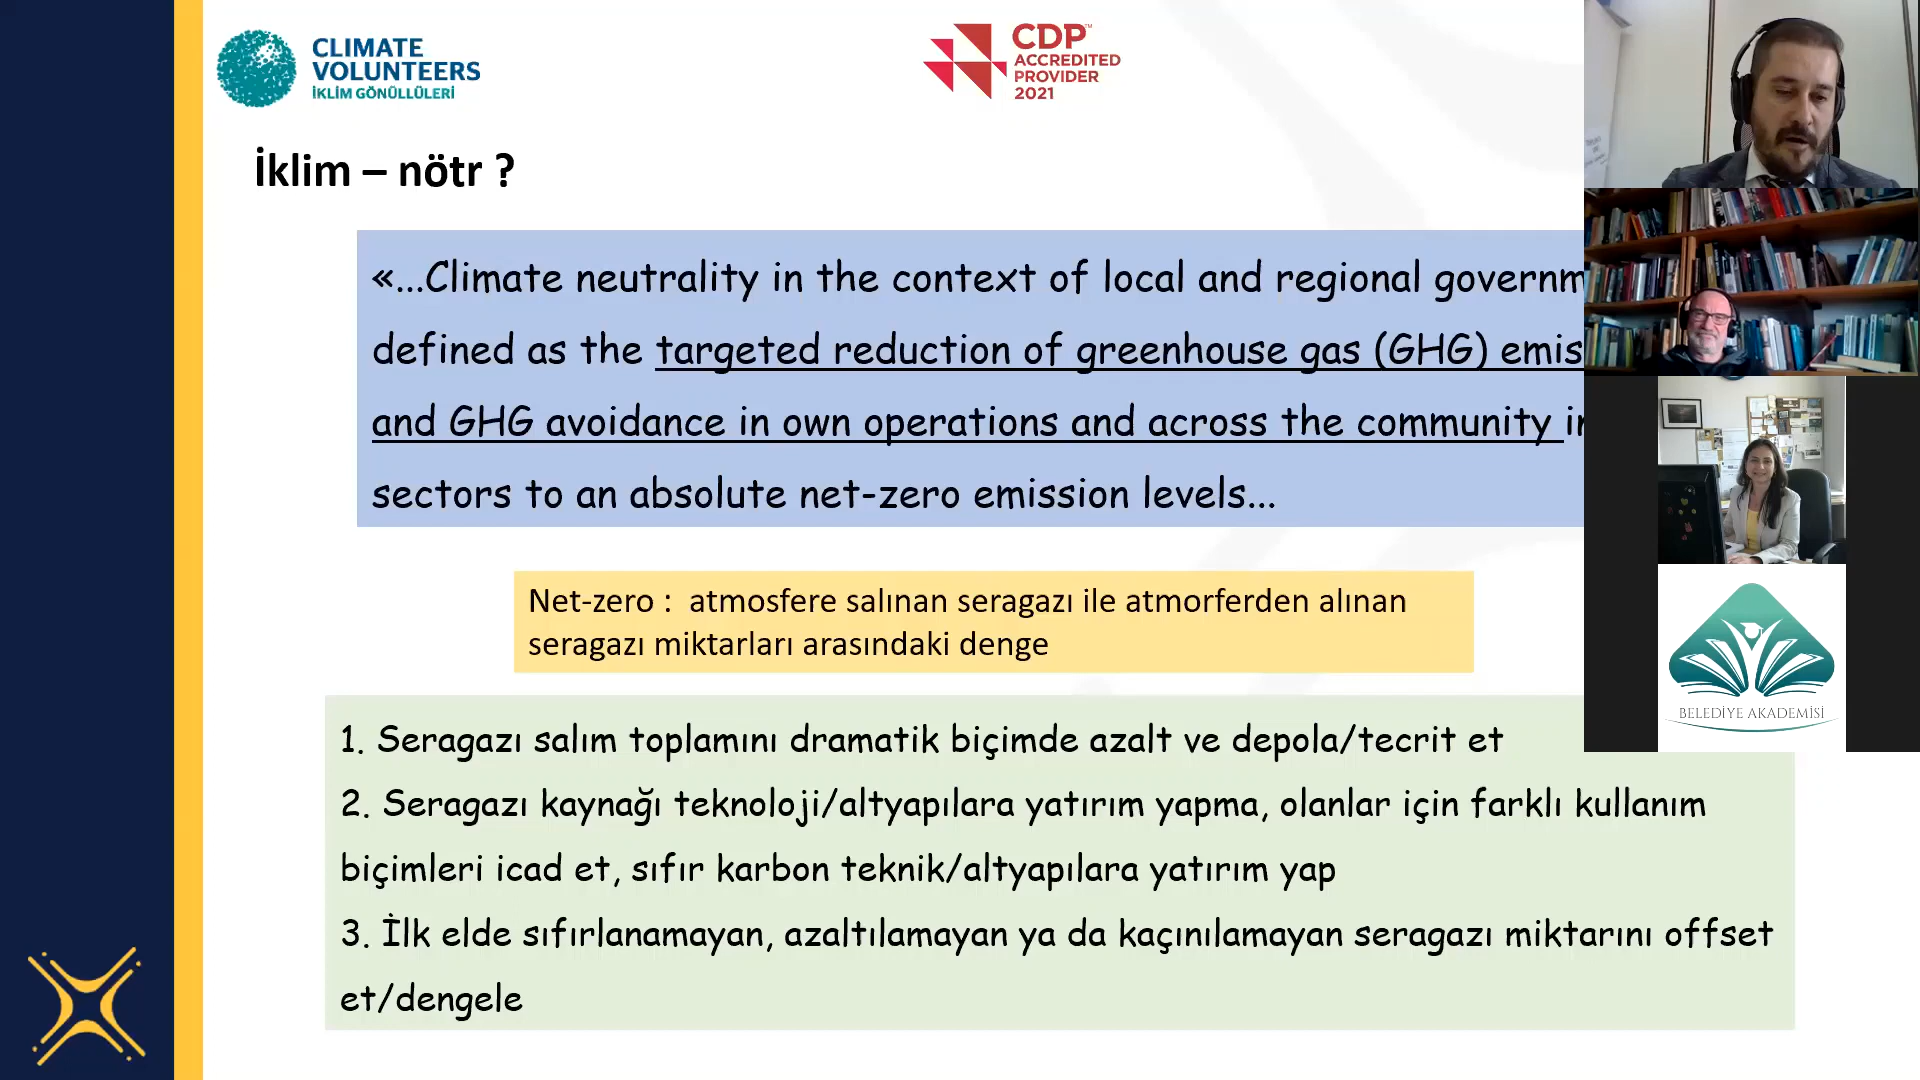 CLIMATE
VOLUNTEERS
İKLİM GÖNÜLLÜLERİ
CDP™
ACCREDITED
PROVIDER
2021
İklim – nötr ?
«...Climate neutrality in the context of local and regional
defined as the targeted reduction of greenhouse gas (GHG)
and GHG avoidance in own operations and across the community
sectors to an absolute net-zero emission levels...
Net-zero : atmosfere salınan seragazı ile atmorferden alınan
seragazı miktarları arasındaki denge
1. Seragazı salım toplamını dramatik biçimde azalt ve depola/tecrit et
2. Seragazı kaynağı teknoloji/altyapılara yatırım yapma, olanlar için farklı kullanım
biçimleri icad et, sıfır karbon teknik/altyapılara yatırım yap
3. İlk elde sıfırlanamayan, azaltılamayan ya da kaçınılamayan seragazı miktarını offset
et/dengele
BELEDİYE AKADEMİSİ